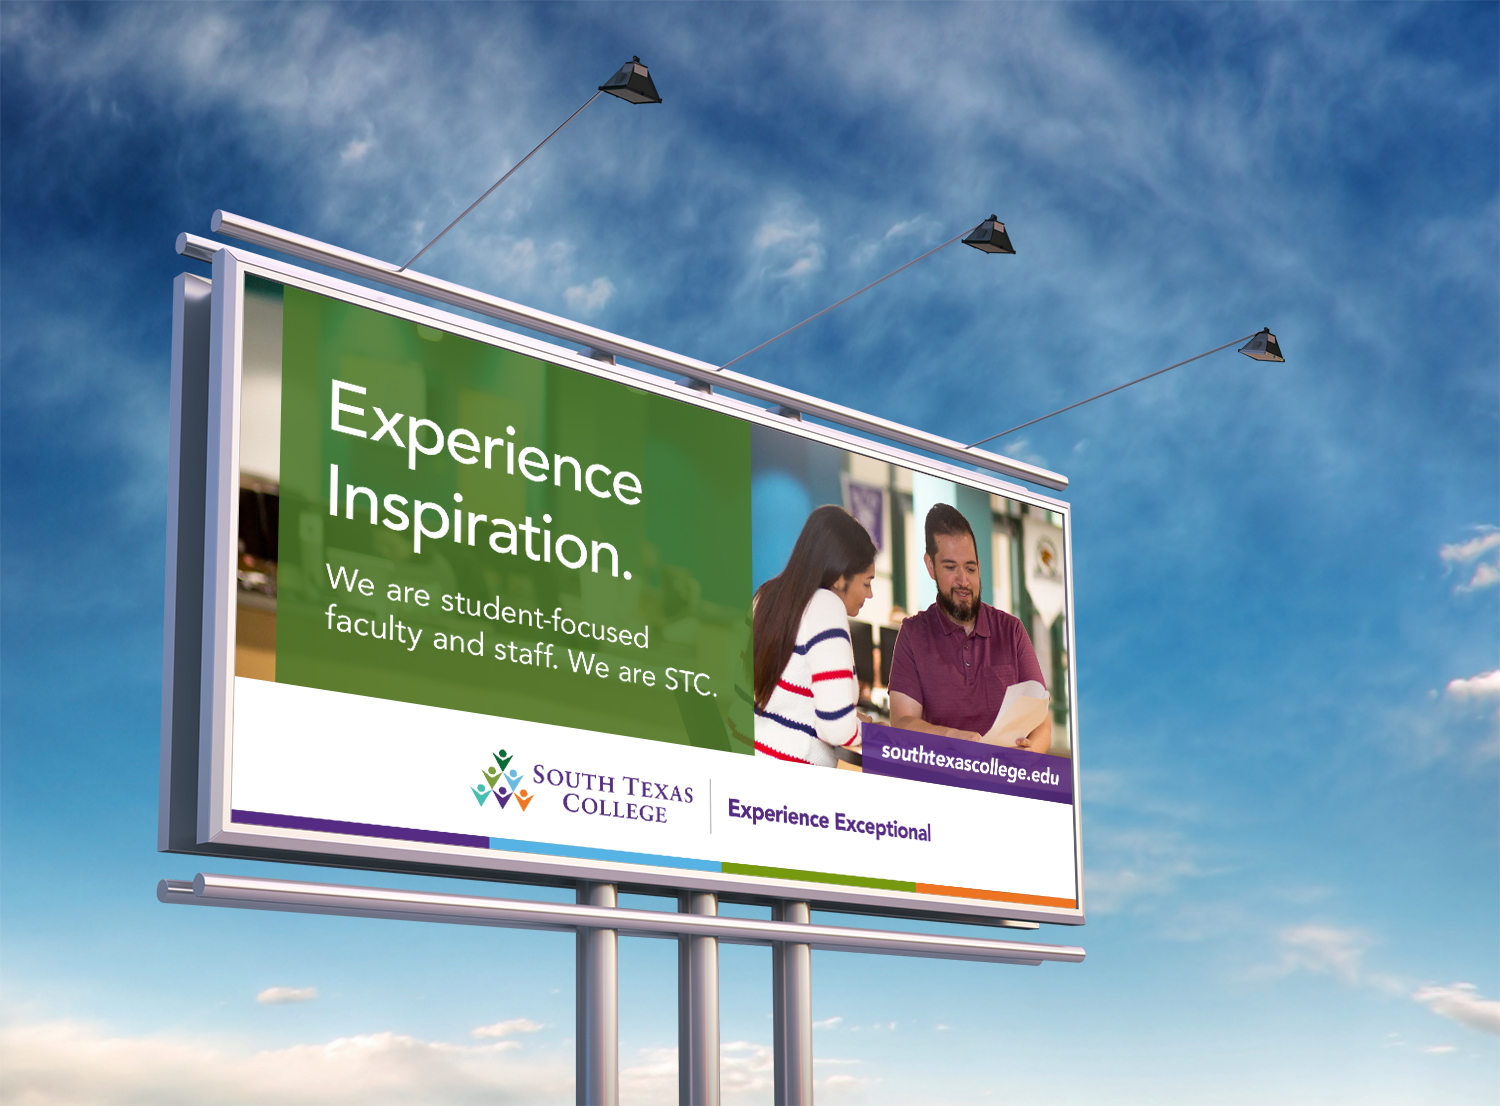 Experience
Inspiration.
We are student-focused
faculty and staff. We are STC.
southtexascollege.edu
SOUTH TEXAS
COLLEGE
Experience Exceptional